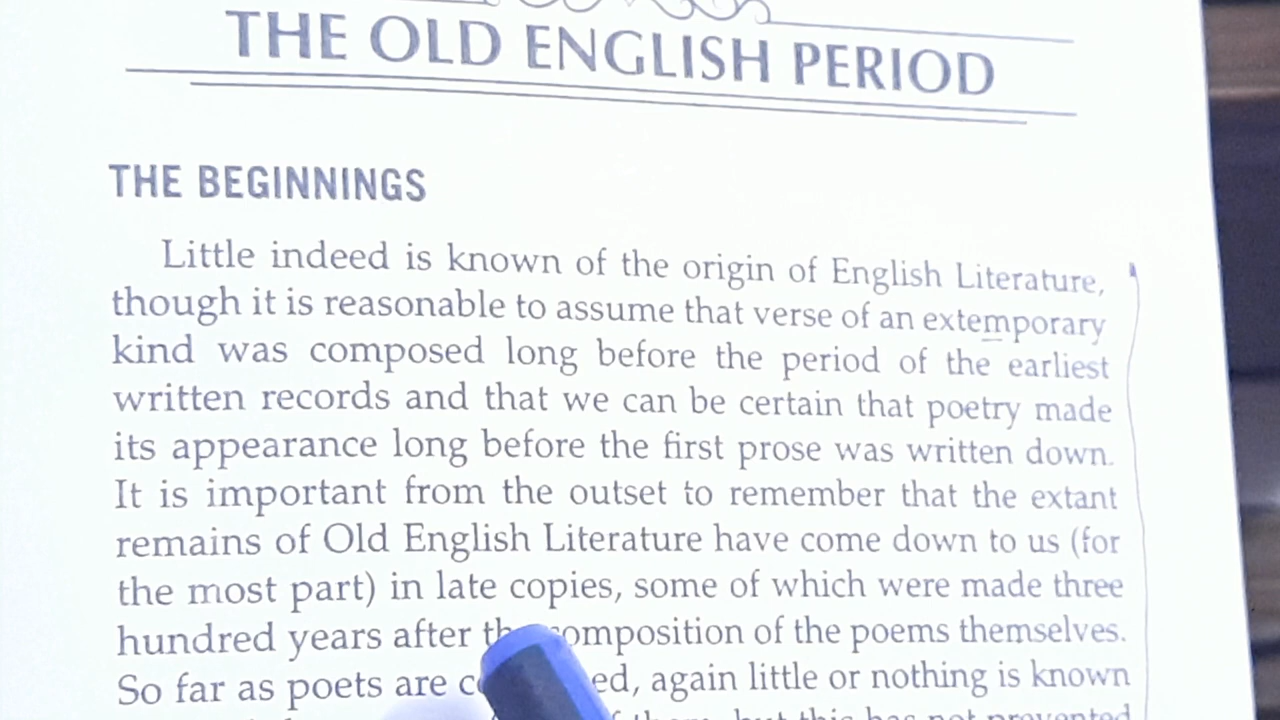 THE OLD ENGLISH PERIOD
THE BEGINNINGS
Little indeed is known of the origin of English Literature,
though it is reasonable to assume that verse of an extemporary
kind was composed long before the period of the earliest
written records and that we can be certain that poetry made
its appearance long before the first prose was written down.
It is important from the outset to remember that the extant
remains of Old English Literature have come down to us (for
the most part) in late copies, some of which were made three
hundred years after the composition of the poems themselves.
So far as poets are again little or nothing is known
but this has not prevented